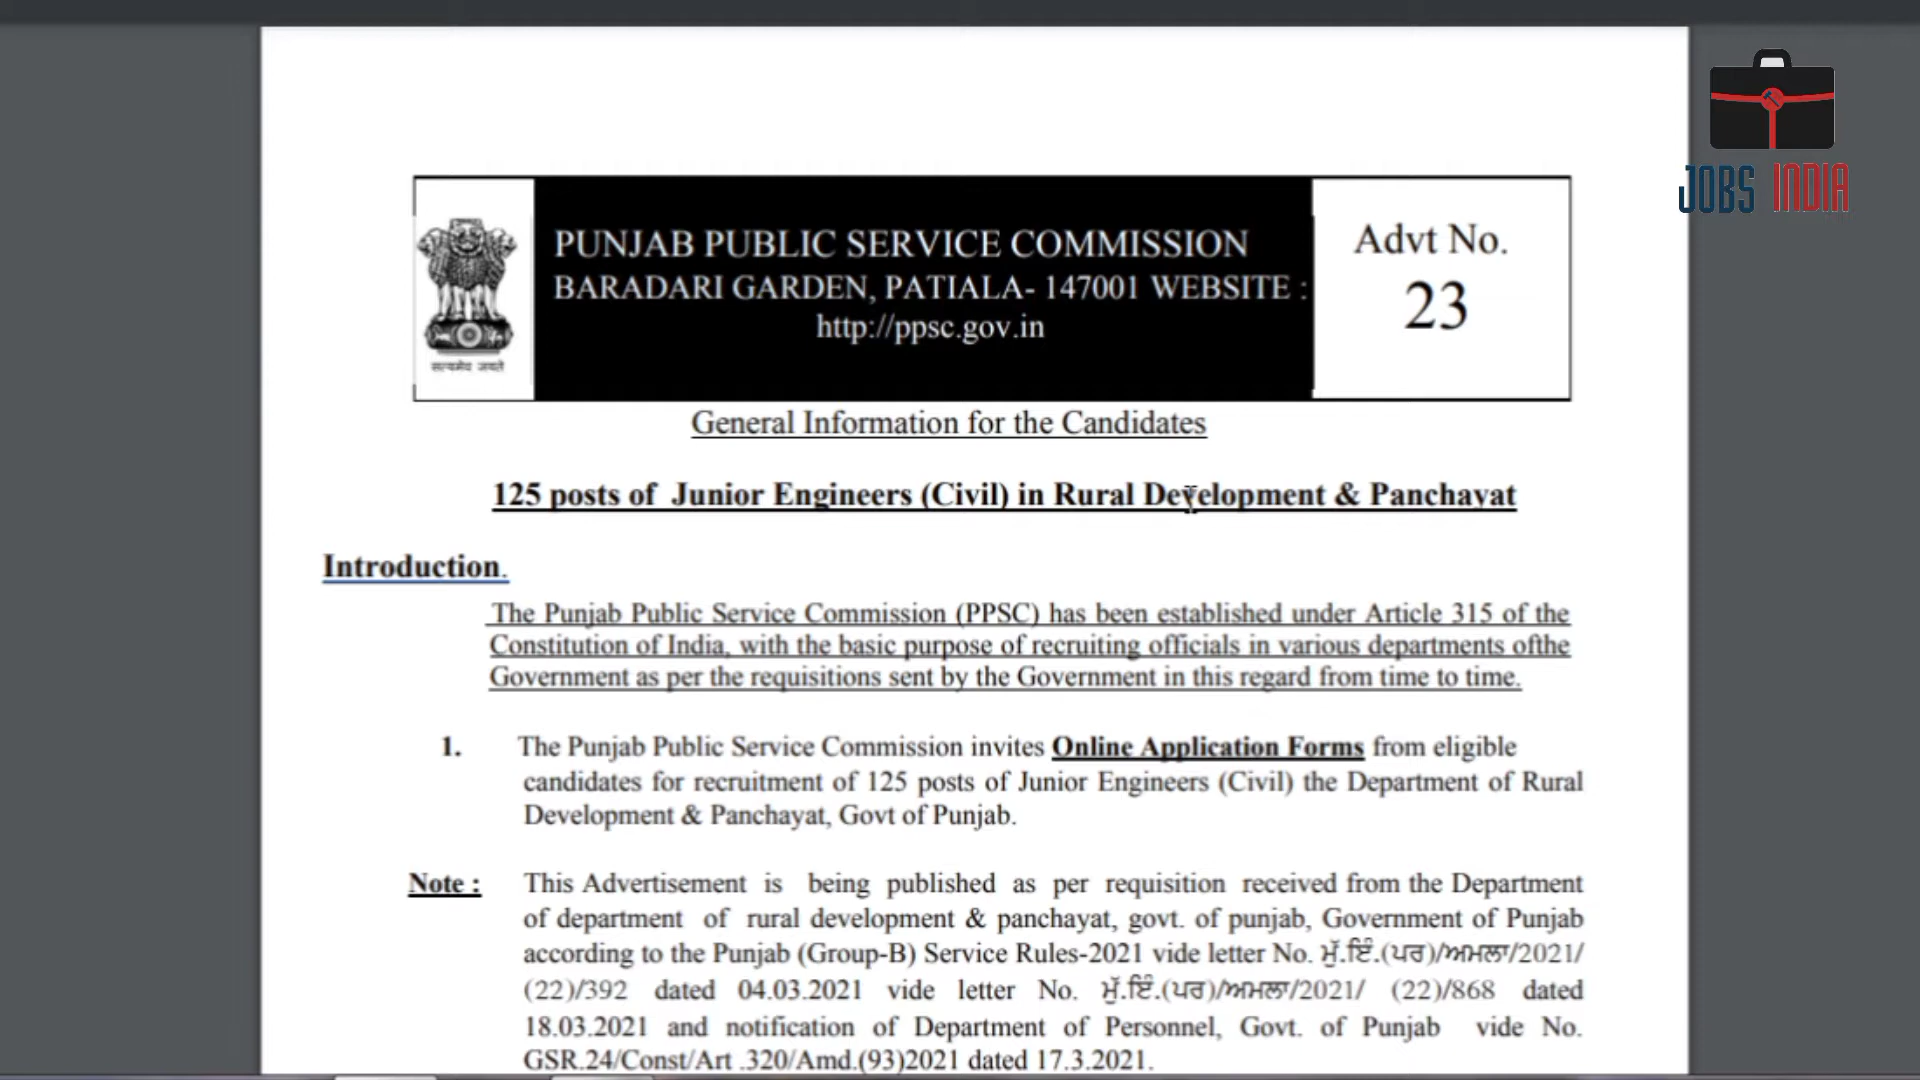 JOBS INDIA
PUNJAB PUBLIC SERVICE COMMISSION
BARADARI GARDEN, PATIALA- 147001 WEBSITE :
http://ppsc.gov.in
Advt No.
23
सत्यमेव जयते
General Information for the Candidates
125 posts of Junior Engineers (Civil) in Rural Development & Panchayat
Introduction.
The Punjab Public Service Commission (PPSC) has been established under Article 315 of the
Constitution of India, with the basic purpose of recruiting officials in various departments ofthe
Government as per the requisitions sent by the Government in this regard from time to time.
1. The Punjab Public Service Commission invites Online Application Forms from eligible
candidates for recruitment of 125 posts of Junior Engineers (Civil) the Department of Rural
Development & Panchayat, Govt of Punjab.
Note : This Advertisement is being published as per requisition received from the Department
of department of rural development & panchayat, govt. of punjab, Government of Punjab
according to the Punjab (Group-B) Service Rules-2021 vide letter No. ਮੁੱ.ਇੰ.(ਪਰ)/ਅਮਲਾ/2021/
(22)/392 dated 04.03.2021 vide letter No. ਮੁੱ.ਇੰ.(ਪਰ)/ਅਮਲਾ/2021/ (22)/868 dated
18.03.2021 and notification of Department of Personnel, Govt. of Punjab vide No.
GSR.24/Const/Art .320/Amd.(93)2021 dated 17.3.2021.